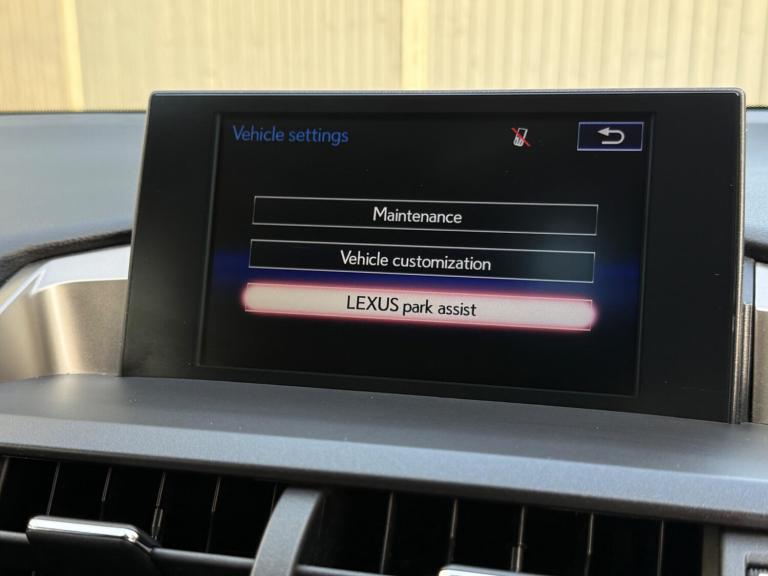 Vehicle settings
Maintenance
Vehicle customization
LEXUS park assist